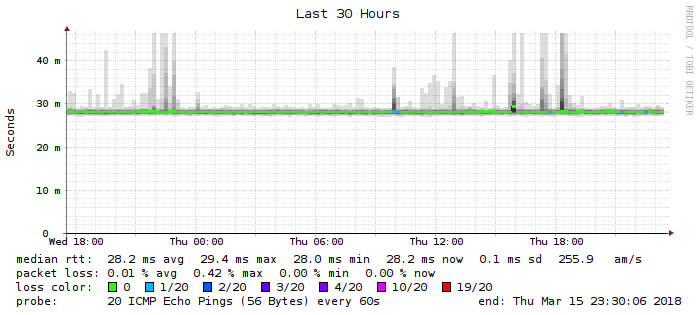 Last 30 Hours
RRDTOOL / TOBI OETIKER
Seconds
40 m
30 m
20 m
10 m
0
Wed 18:00 Thu 00:00 Thu 06:00 Thu 12:00 Thu 18:00
median rtt: 28.2 ms avg 29.4 ms max 28.0 ms min 28.2 ms now 0.1 ms sd 255.9 am/s
packet loss: 0.01 % avg 0.42 % max 0.00 % min 0.00 % now
loss color: 0 1/20 2/20 3/20 4/20 10/20 19/20
probe: 20 ICMP Echo Pings (56 Bytes) every 60s end: Thu Mar 15 23:30:06 2018